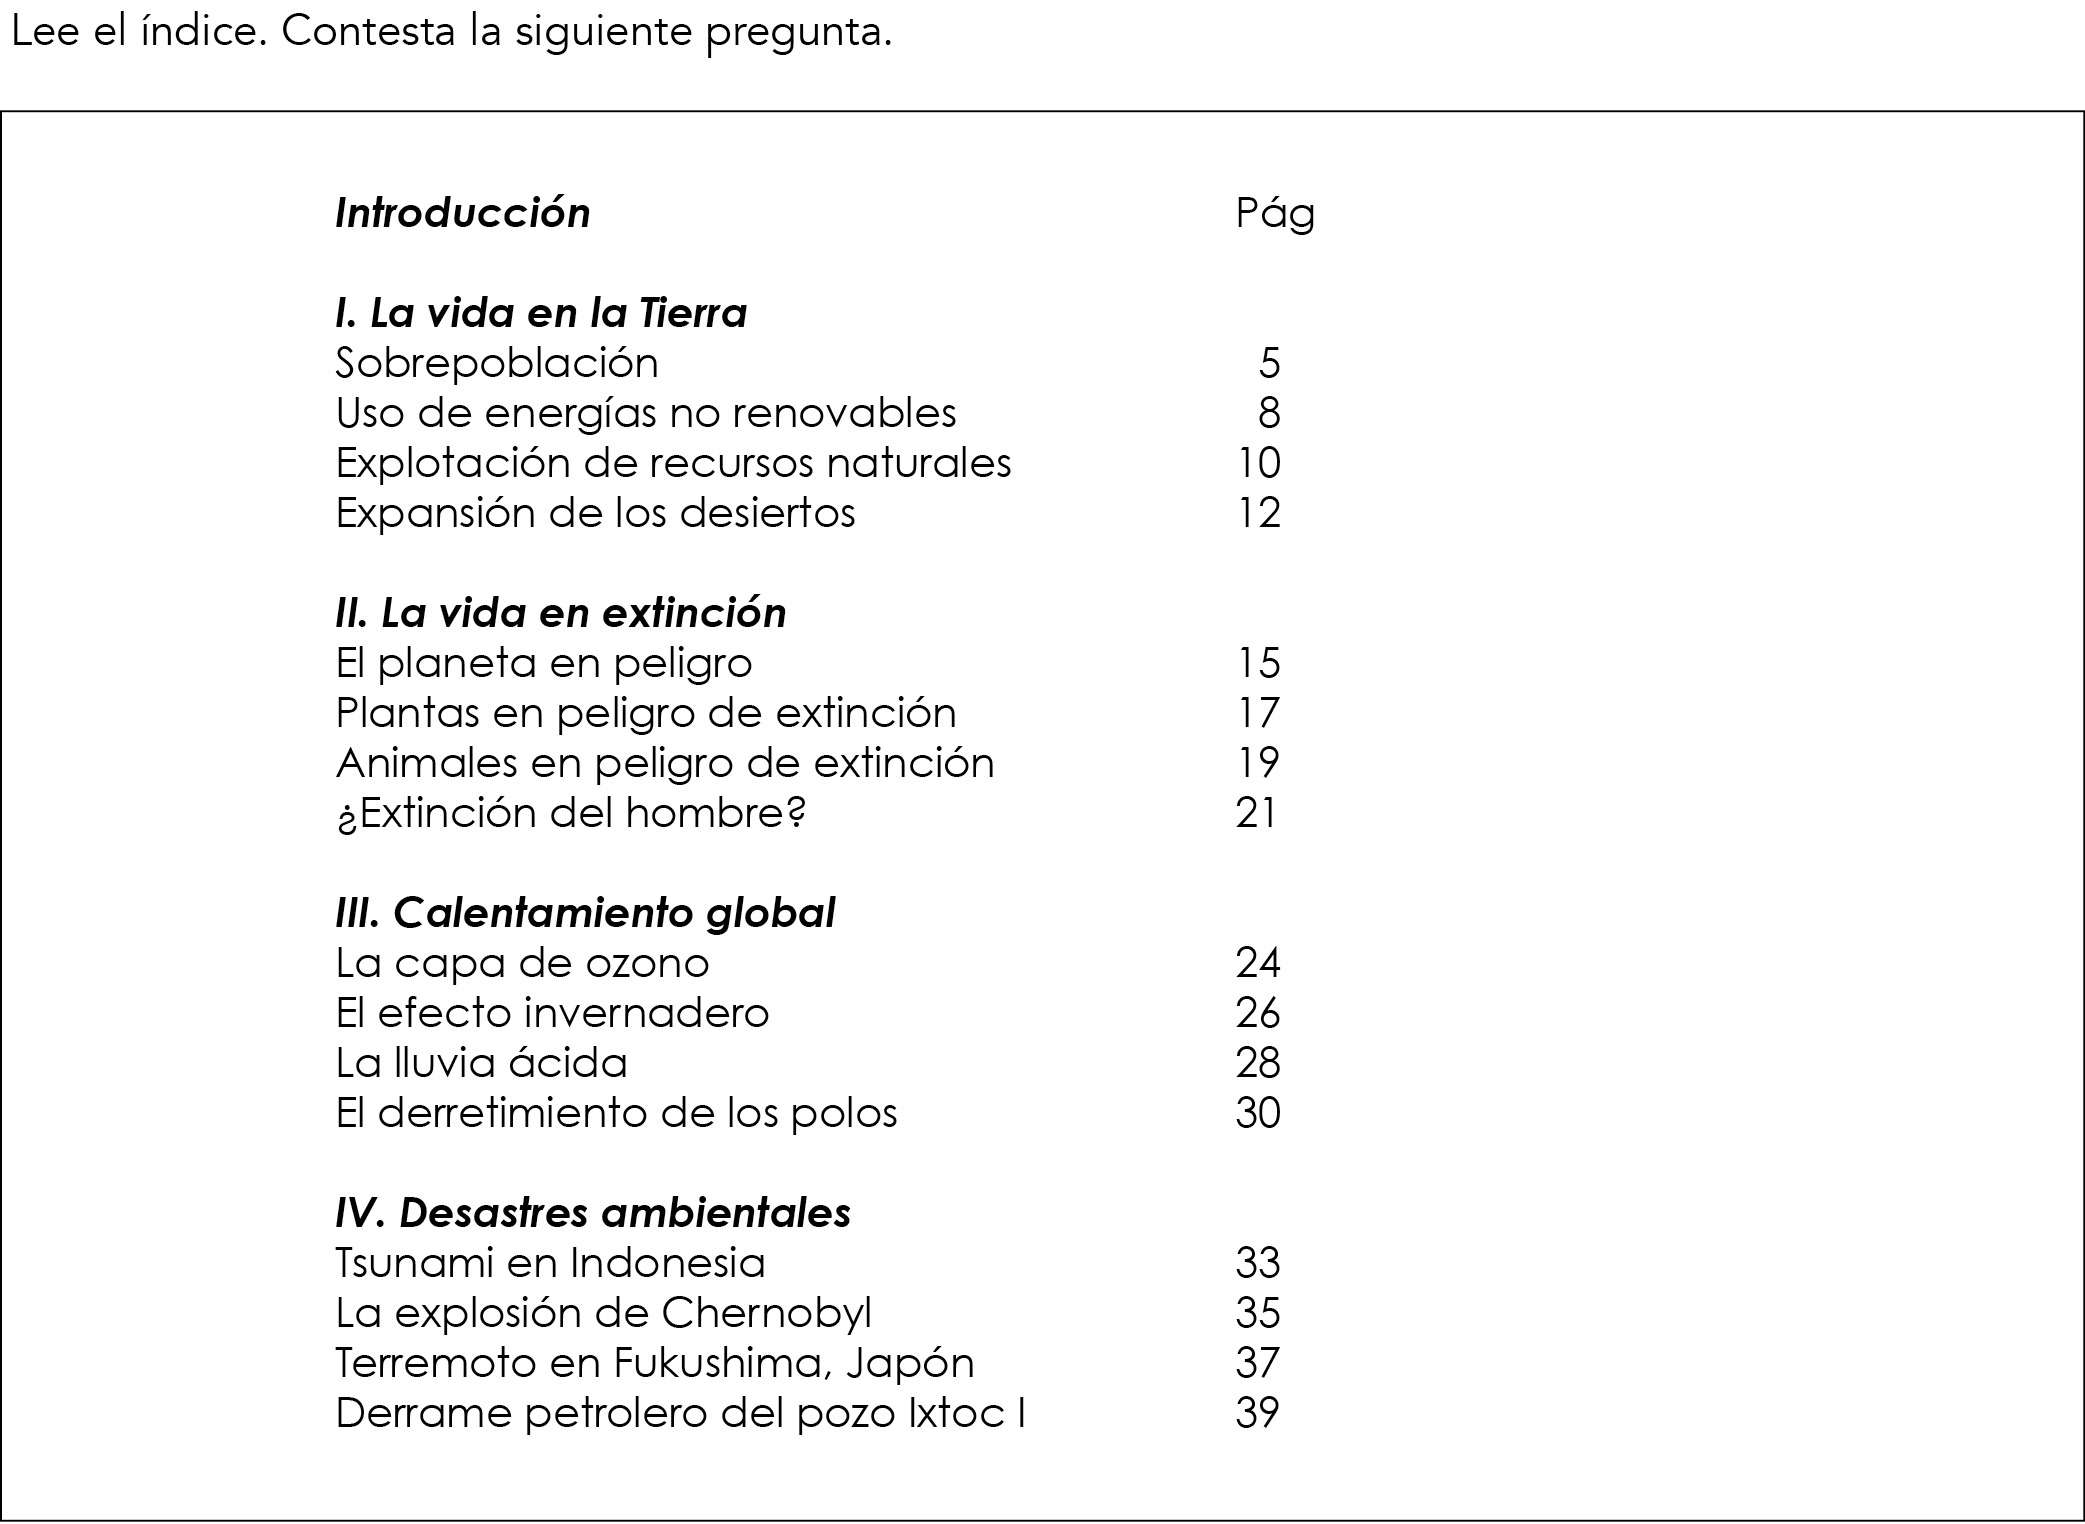 Lee el índice. Contesta la siguiente pregunta.
Introducción Pág
I. La vida en la Tierra
Sobrepoblación 5
Uso de energías no renovables 8
Explotación de recursos naturales 10
Expansión de los desiertos 12
II. La vida en extinción
El planeta en peligro 15
Plantas en peligro de extinción 17
Animales en peligro de extinción 19
¿Extinción del hombre? 21
III. Calentamiento global
La capa de ozono 24
El efecto invernadero 26
La lluvia ácida 28
El derretimiento de los polos 30
IV. Desastres ambientales
Tsunami en Indonesia 33
La explosión de Chernobyl 35
Terremoto en Fukushima, Japón 37
Derrame petrolero del pozo Ixtoc I 39